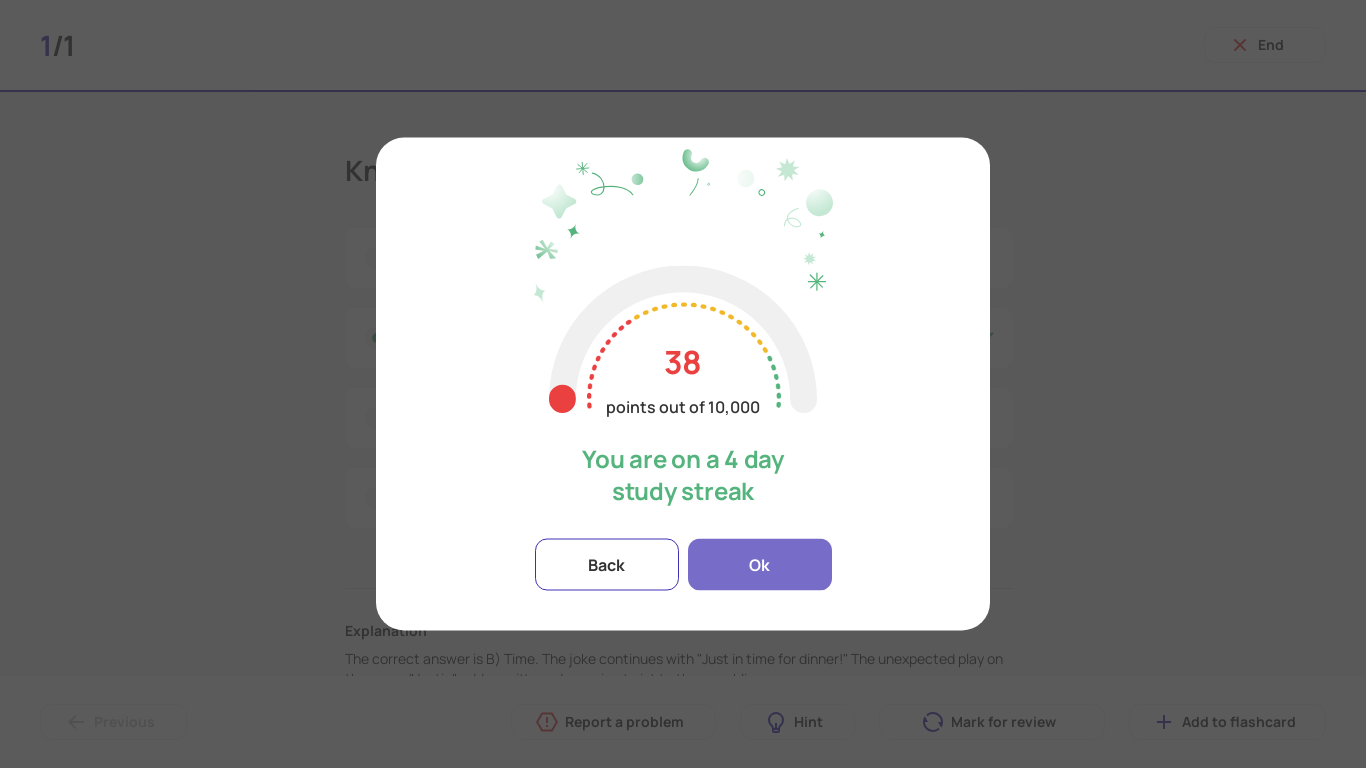 1/1
End
Kn
38
points out of 10,000
You are on a 4 day
study streak
Back
Ok
Explanation
The correct answer is B) Time. The joke continues with "Just in time for dinner!" The unexpected play on
Previous
Report a problem
Hint
Mark for review
Add to flashcard